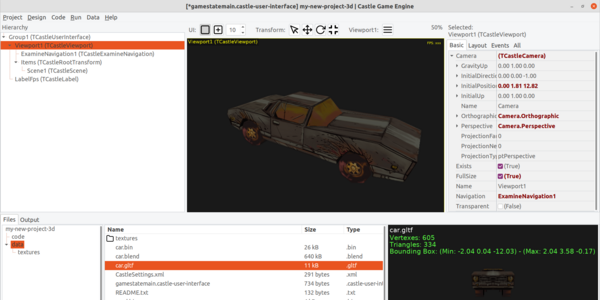 [*gamestatemain.castle-user-interface] my-new-project-3d | Castle Game Engine
Project Design Code Run Data Help
Hierarchy
Group1 (TCastleUserInterface)
Viewport1 (TCastleViewport)
ExamineNavigation1 (TCastleExamineNavigation)
Items (TCastleRootTransform)
Scene1 (TCastleScene)
LabelFps (TCastleLabel)
UI: 10 Transform: Viewport1: 50%
Selected:
Viewport1 (TCastleViewport)
Basic Layout Events All
Camera (TCastleCamera)
GravityUp 0.00 1.00 0.00
InitialDirectio 0.00 0.00 -1.00
InitialPosition 0.00 1.81 12.82
InitialUp 0.00 1.00 0.00
Name Camera
Orthographic Camera.Orthographic
Perspective Camera.Perspective
ProjectionFar 0
ProjectionNe 0
ProjectionTy ptPerspective
Exists (True)
FullSize (True)
Name Viewport1
Navigation ExamineNavigation1
Transparent (False)
Files Output
my-new-project-3d
code
data
textures
Name Size Type
textures
car.bin 26 kB .bin
car.blend 640 kB .blend
car.gltf 11 kB .gltf
CastleSettings.xml 291 bytes .xml
gamestatemain.castle-user-interface 734 bytes .castle-user-in
README.txt 132 bytes .txt
car.gltf
Vertexes: 605
Triangles: 334
Bounding Box: (Min: -2.04 0.04 -12.03) - (Max: 2.04 3.58 -0.17)